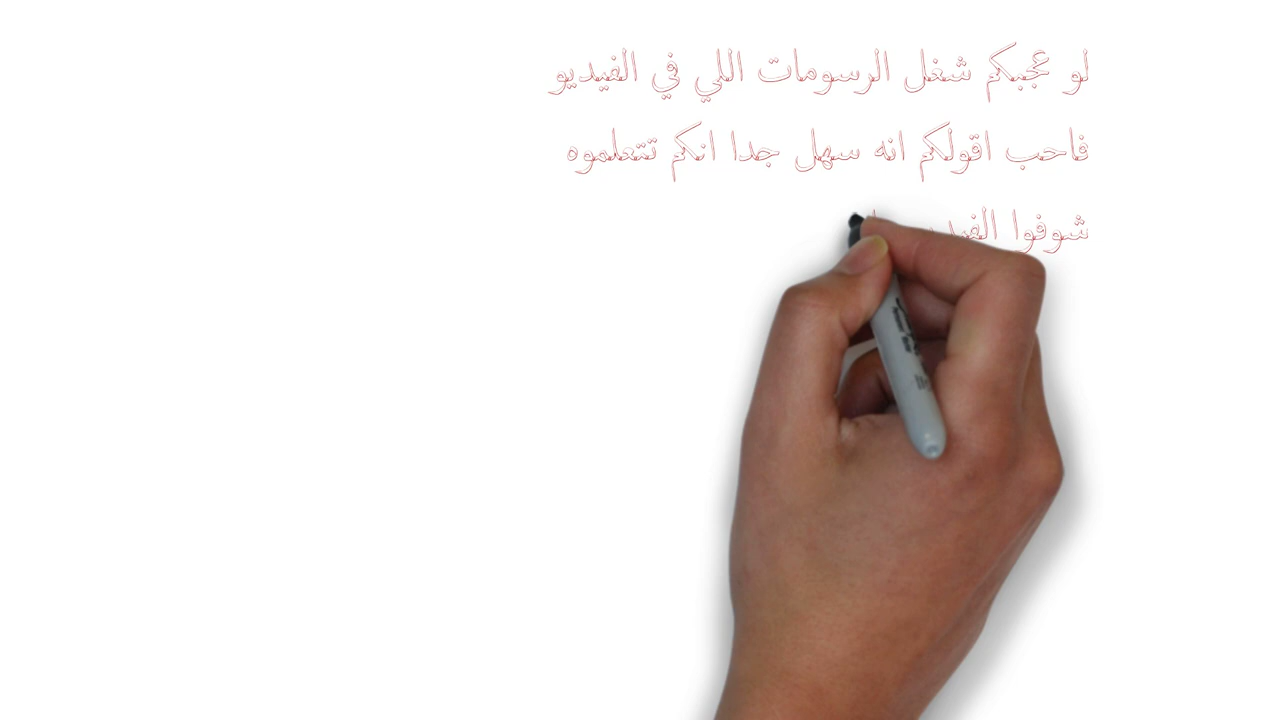 لو عجبكم شغل الرسومات اللي في الفيديو
فاحب اقولكم انه سهل جدا انكم تتعلموه
شوفوا